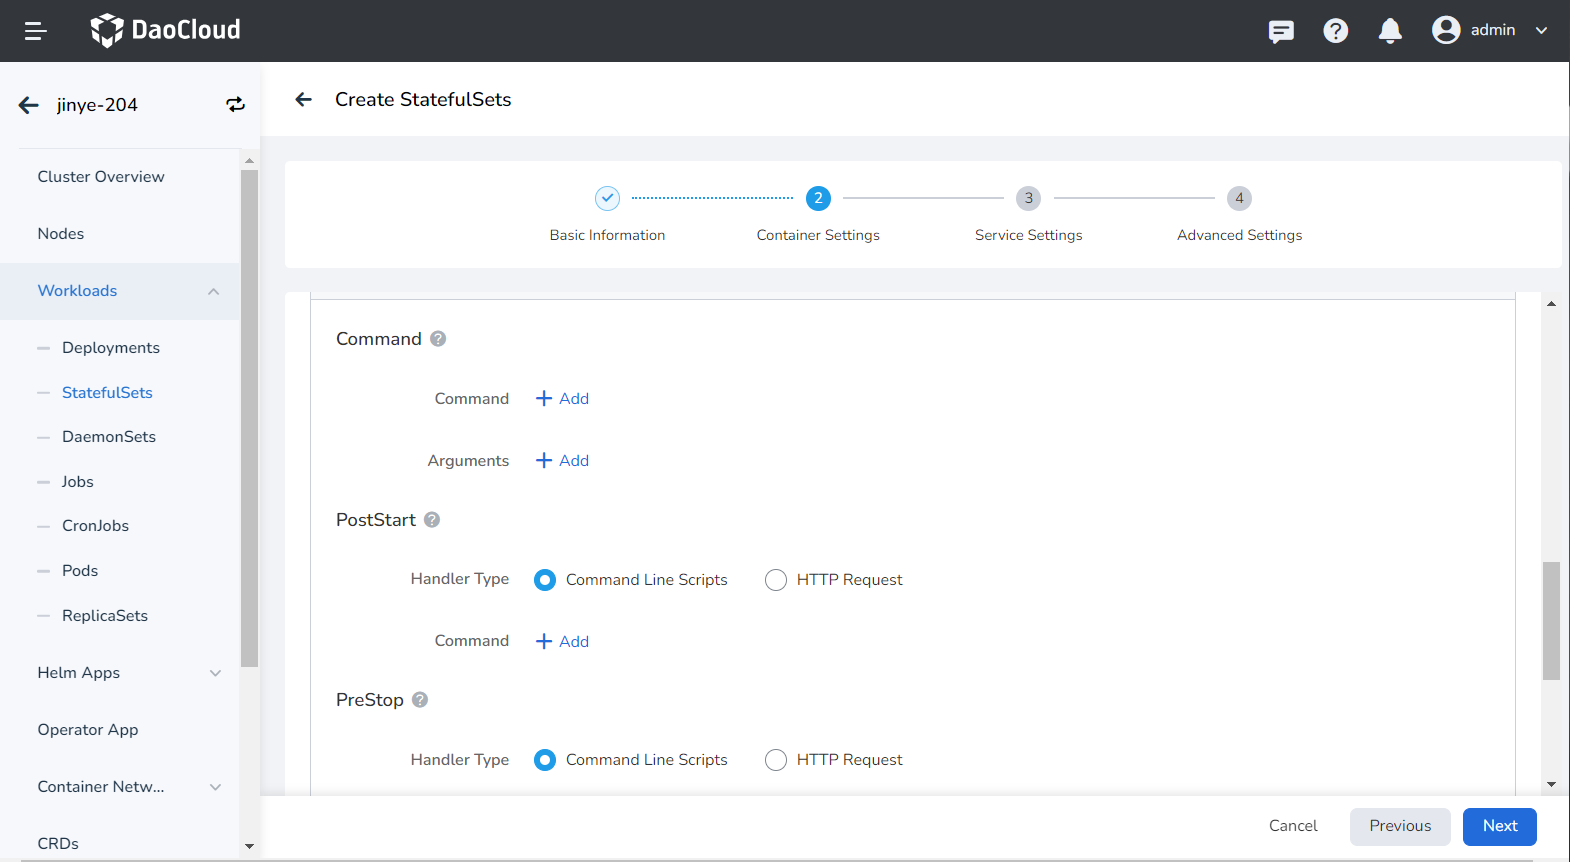 DaoCloud
admin
jinye-204
Create StatefulSets
Cluster Overview
Nodes
Workloads
Deployments
StatefulSets
DaemonSets
Jobs
CronJobs
Pods
ReplicaSets
Helm Apps
Operator App
Container Netw...
CRDs
2
3
4
Basic Information
Container Settings
Service Settings
Advanced Settings
Command
Command
Add
Arguments
Add
PostStart
Handler Type
Command Line Scripts
HTTP Request
Command
Add
PreStop
Handler Type
Command Line Scripts
HTTP Request
Cancel
Previous
Next